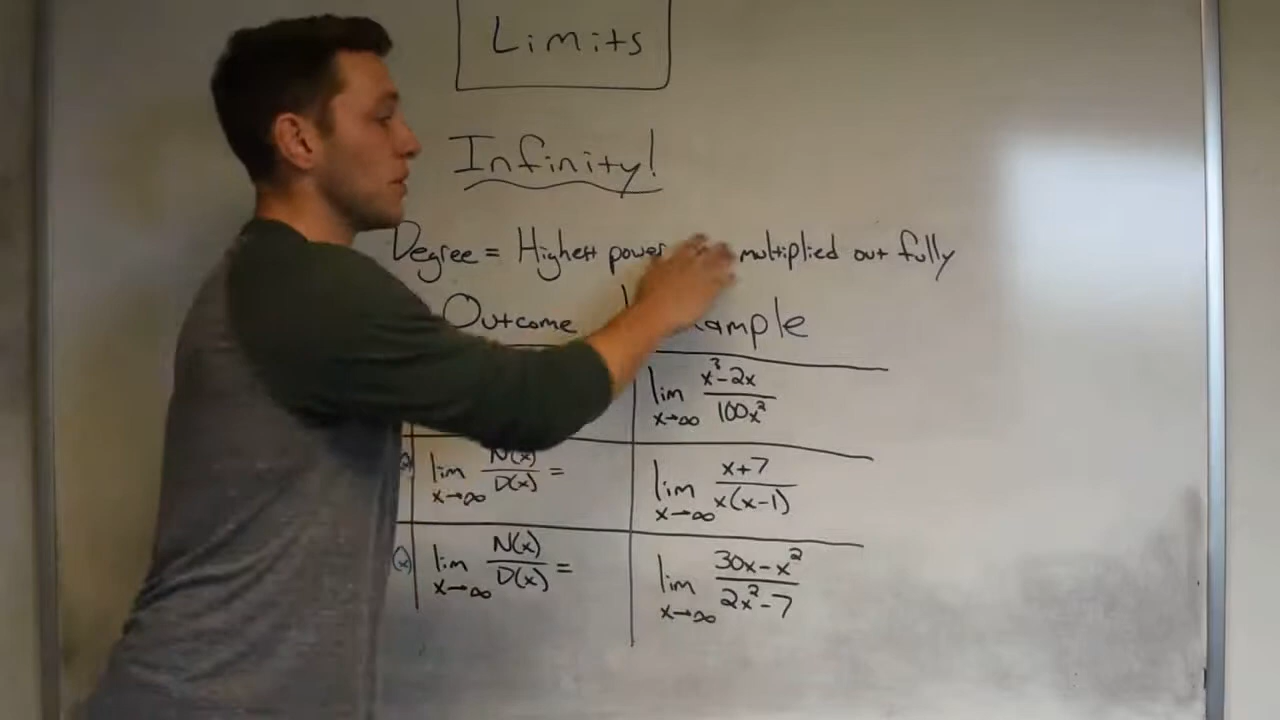 Limits
Infinity!
Degree = Highest power multiplied out fully
Outcome
lim x→∞ x³-2x / 100x²
lim x→∞ N(x) / D(x) =
lim x→∞ x+7 / x(x-1)
(x) lim x→∞ N(x) / D(x) =
lim x→∞ 30x-x² / 2x²-7